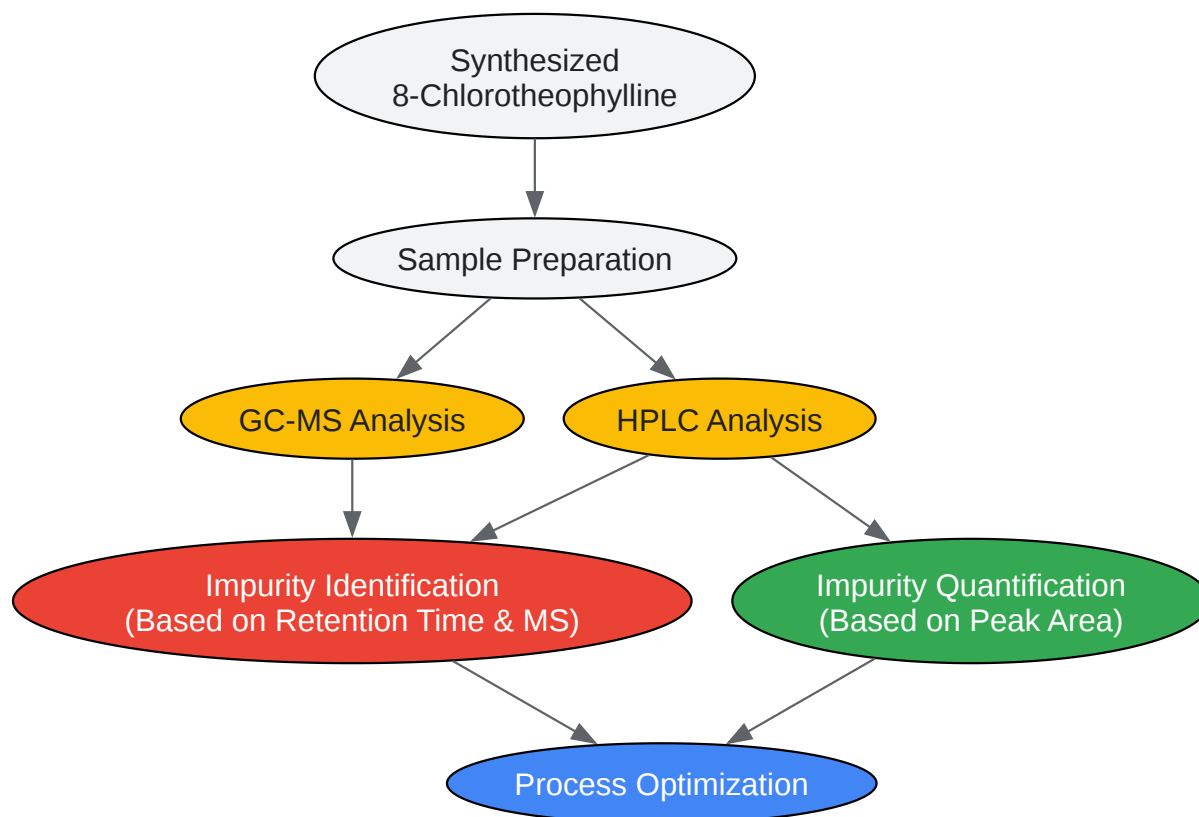 Synthesized
8-Chlorotheophylline
Sample Preparation
GC-MS Analysis
HPLC Analysis
Impurity Identification
(Based on Retention Time & MS)
Impurity Quantification
(Based on Peak Area)
Process Optimization